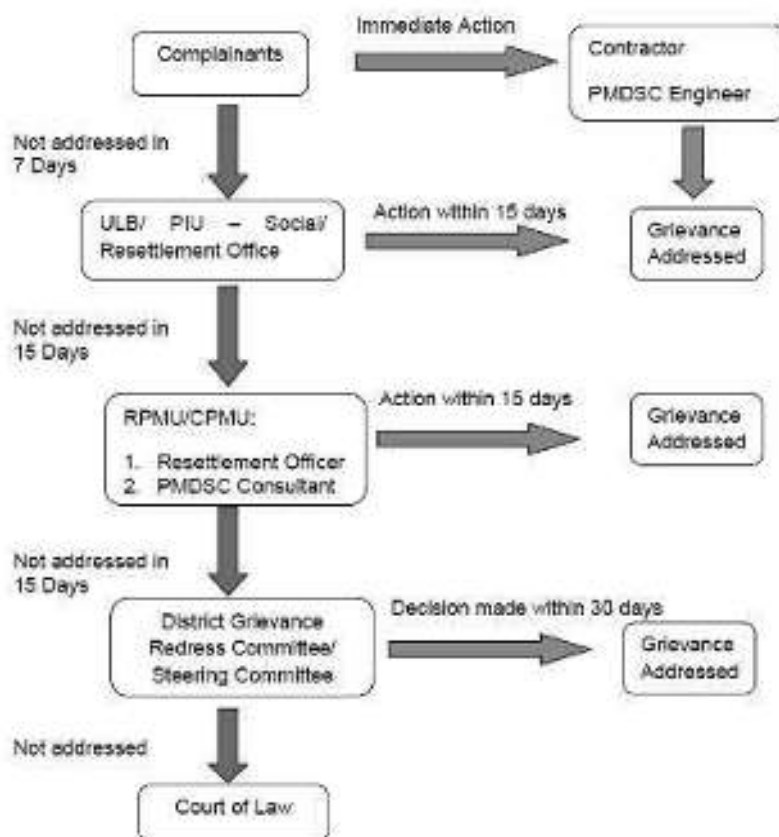 Immediate Action
Complainants
Contractor
PMDSC Engineer
Not addressed in
7 Days
ULB/ PIU – Social/
Resettlement Office
Action within 15 days
Grievance
Addressed
Not addressed in
15 Days
RPMU/CPMU:
1. Resettlement Officer
2. PMDSC Consultant
Action within 15 days
Grievance
Addressed
Not addressed in
15 Days
District Grievance
Redress Committee/
Steering Committee
Decision made within 30 days
Grievance
Addressed
Not addressed
Court of Law